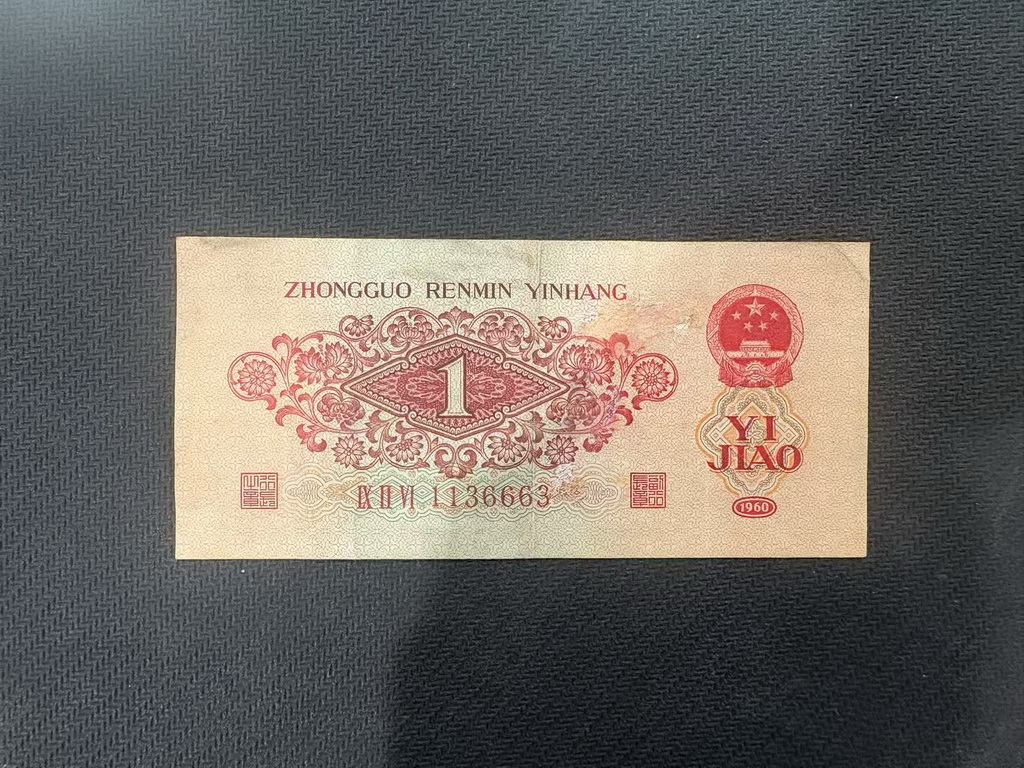 ZHONGGUO RENMIN YINHANG
1
YI
JIAO
IX II VI 1136663
1960